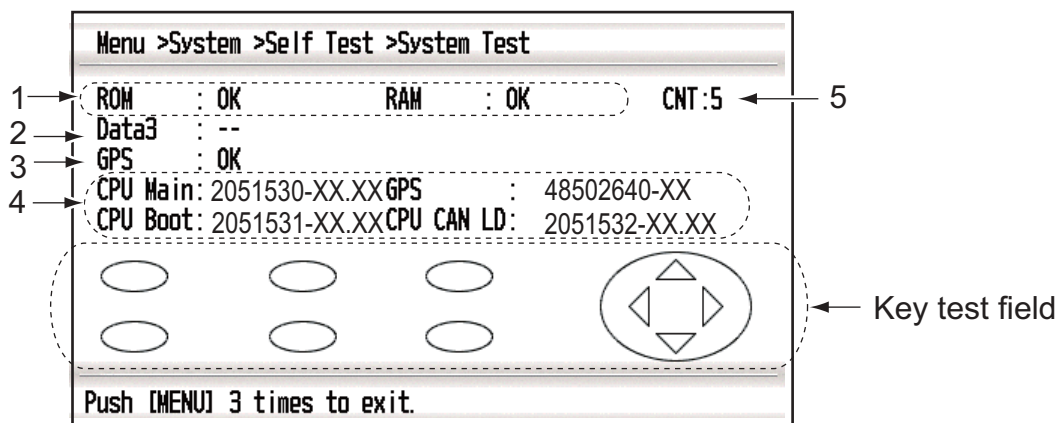 Menu >System >Self Test >System Test
1 ROM : OK RAM : OK CNT:5 5
2 Data3 : --
3 GPS : OK
4 CPU Main: 2051530-XX.XX GPS : 48502640-XX
CPU Boot: 2051531-XX.XX CPU CAN LD: 2051532-XX.XX
Key test field
Push [MENU] 3 times to exit.